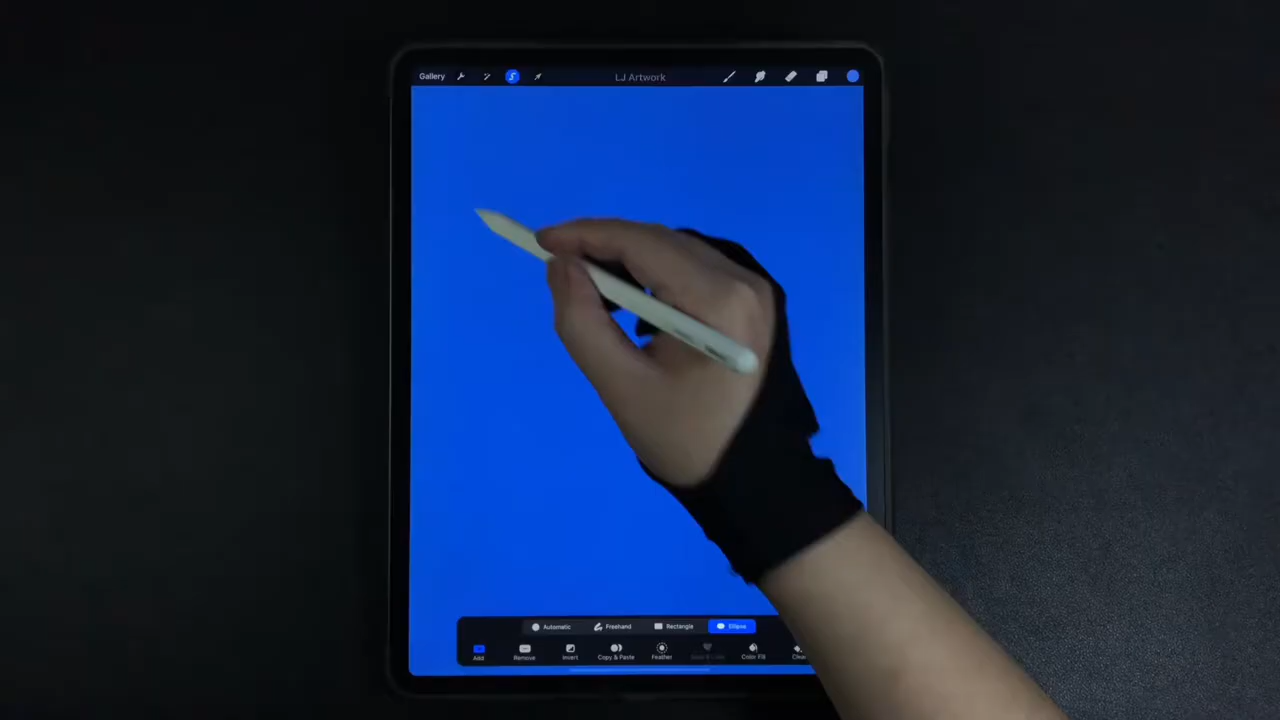 Gallery LJ Artwork
Automatic Freehand Rectangle Ellipse
Add Remove Invert Copy & Paste Feather Color Fill